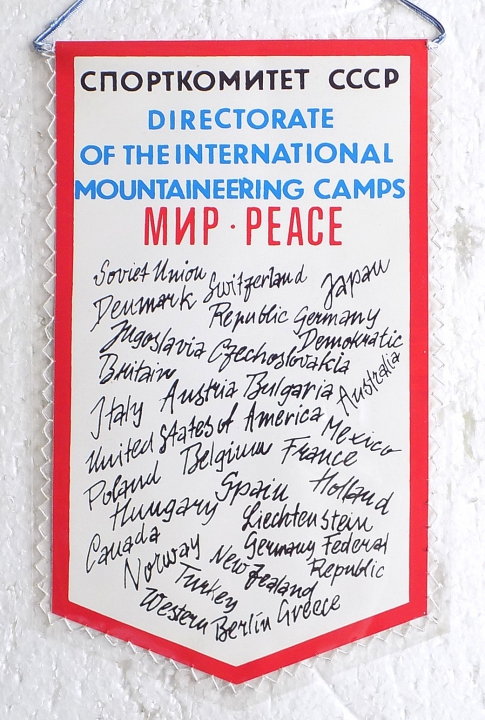 СПОРТКОМИТЕТ СССР
DIRECTORATE
OF THE INTERNATIONAL
MOUNTAINEERING CAMPS
МИР · PEACE
Soviet Union Switzerland Japan
Denmark Republic Germany
Jugoslavia Czechoslovakia Demokratic
Britain Australia
Italy Austria Bulgaria
United States of America Mexico
Poland Belgium France
Hungary Spain Holland
Canada Liechtenstein
Norway New Zealand Germany Federal
Turkey Republic
Western Berlin Greece